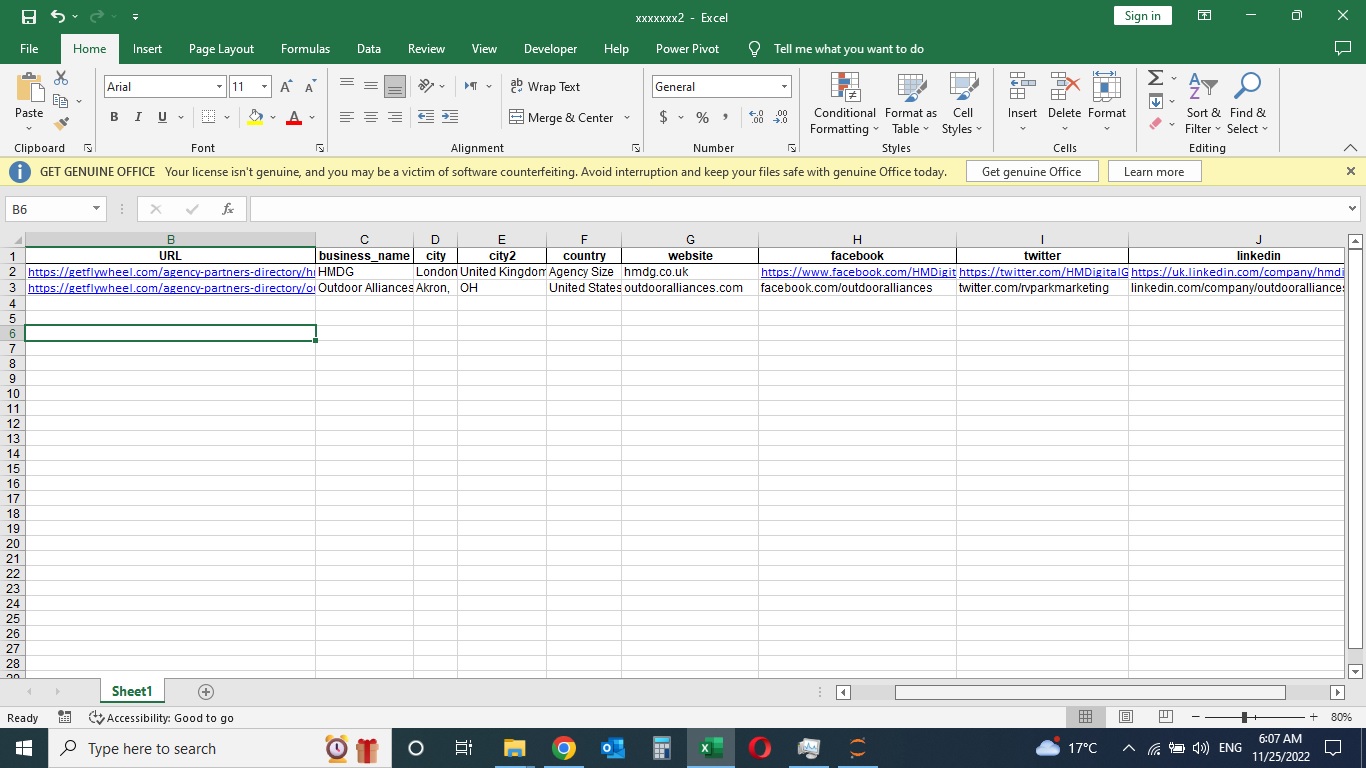 xxxxxxx2 - Excel
Sign in
File Home Insert Page Layout Formulas Data Review View Developer Help Power Pivot Tell me what you want to do
Arial 11 Wrap Text General
Paste Merge & Center Conditional Formatting Format as Table Cell Styles Insert Delete Format Sort & Filter Find & Select
Clipboard Font Alignment Number Styles Cells Editing
GET GENUINE OFFICE Your license isn't genuine, and you may be a victim of software counterfeiting. Avoid interruption and keep your files safe with genuine Office today. Get genuine Office Learn more
B6 fx
B C D E F G H I J
1 URL business_name city city2 country website facebook twitter linkedin
2 https://getflywheel.com/agency-partners-directory/h HMDG London United Kingdom Agency Size hmdg.co.uk https://www.facebook.com/HMDigit https://twitter.com/HMDigitalG https://uk.linkedin.com/company/hmdi
3 https://getflywheel.com/agency-partners-directory/o Outdoor Alliances Akron, OH United States outdooralliances.com facebook.com/outdooralliances twitter.com/rvparkmarketing linkedin.com/company/outdooralliances
4
5
6
7
8
9
10
11
12
13
14
15
16
17
18
19
20
21
22
23
24
25
26
27
28
29
Sheet1
Ready Accessibility: Good to go 80%
Type here to search 17°C ENG 6:07 AM
11/25/2022